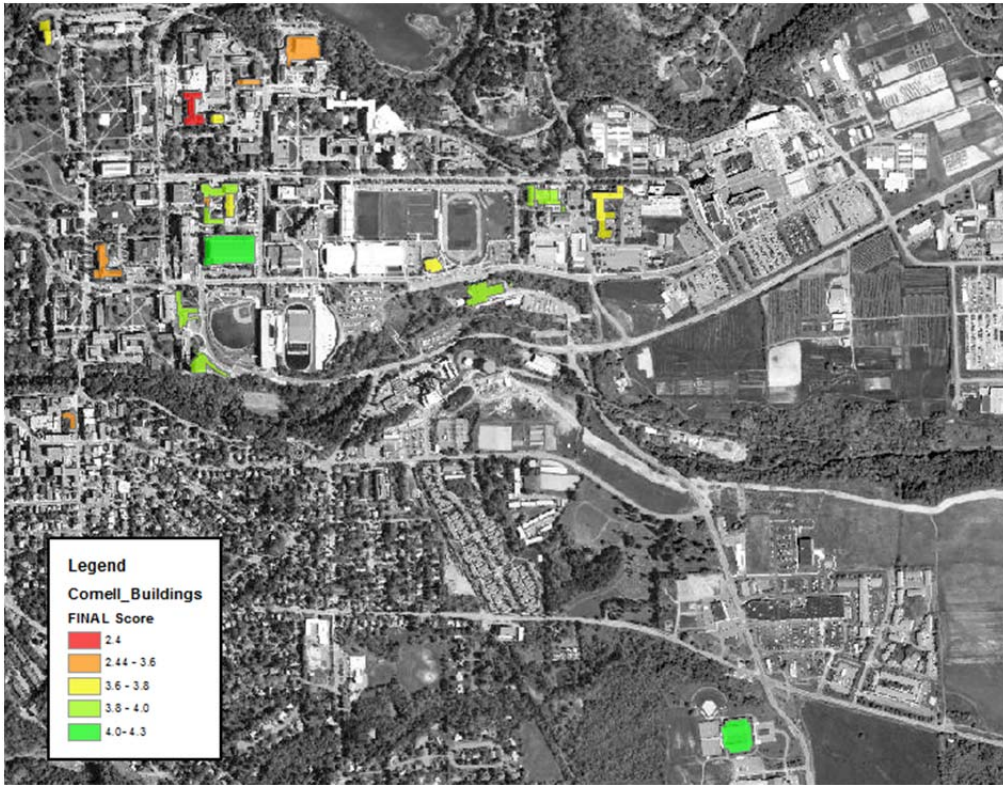 Legend
Cornell_Buildings
FINAL Score
2.4
2.44 - 3.6
3.6 - 3.8
3.8 - 4.0
4.0- 4.3